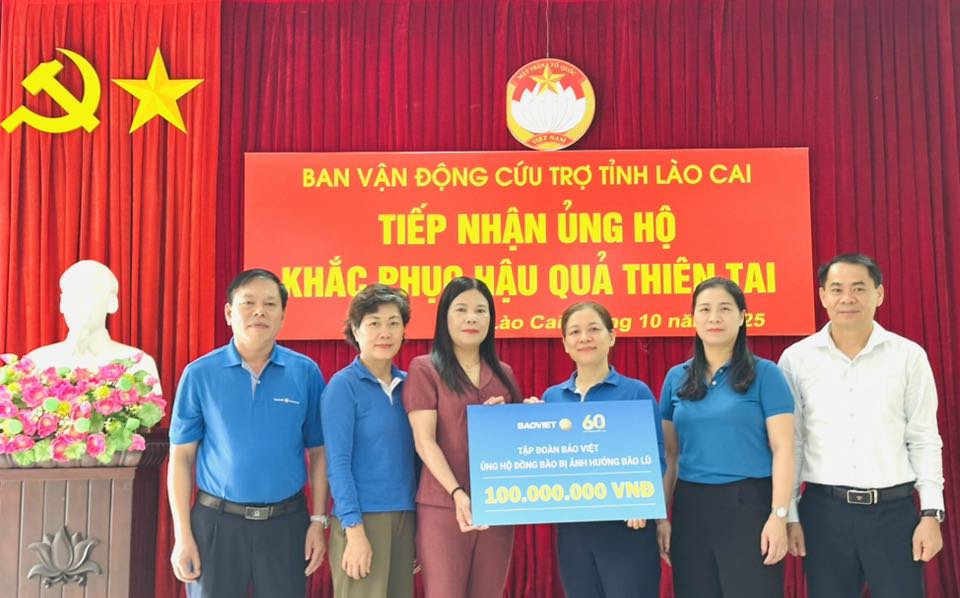 MẶT TRẬN TỔ QUỐC
VIỆT NAM
BAN VẬN ĐỘNG CỨU TRỢ TỈNH LÀO CAI
TIẾP NHẬN ỦNG HỘ
KHẮC PHỤC HẬU QUẢ THIÊN TAI
Lào Cai 10 25
BAOVIET 60
TẬP ĐOÀN BẢO VIỆT
ỦNG HỘ ĐỒNG BÀO BỊ ẢNH HƯỞNG BÃO LŨ
100.000.000 VNĐ